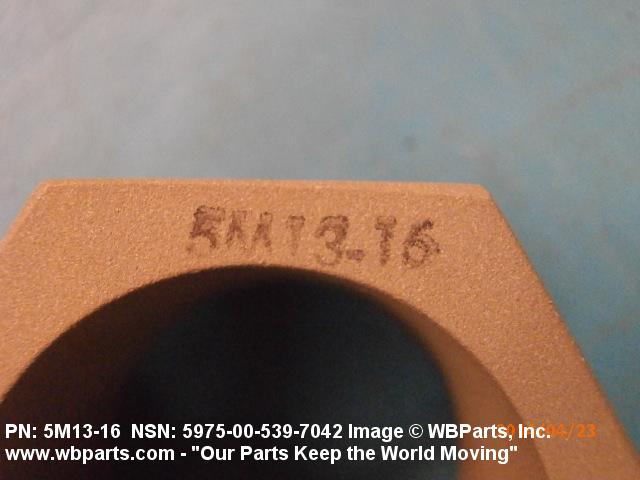 5M13-16
PN: 5M13-16 NSN: 5975-00-539-7042 Image © WBParts, Inc.
www.wbparts.com - "Our Parts Keep the World Moving"